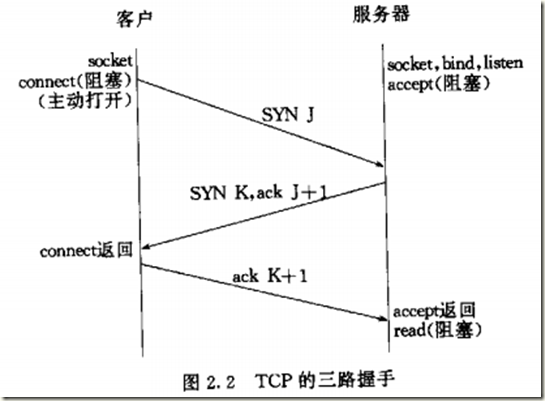 客户
服务器
socket
connect(阻塞)
(主动打开)
socket,bind,listen
accept(阻塞)
SYN J
SYN K,ack J+1
connect返回
ack K+1
accept返回
read(阻塞)
图 2.2 TCP 的三路握手